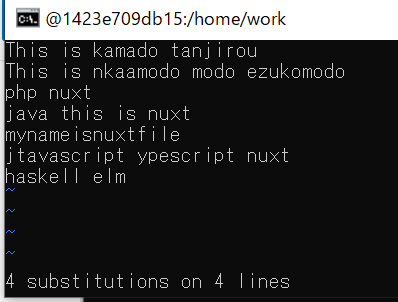 @1423e709db15:/home/work
This is kamado tanjirou
This is nkaamodo modo ezukomodo
php nuxt
java this is nuxt
mynameisnuxtfile
jtavascript ypescript nuxt
haskell elm
~
~
~
~
4 substitutions on 4 lines